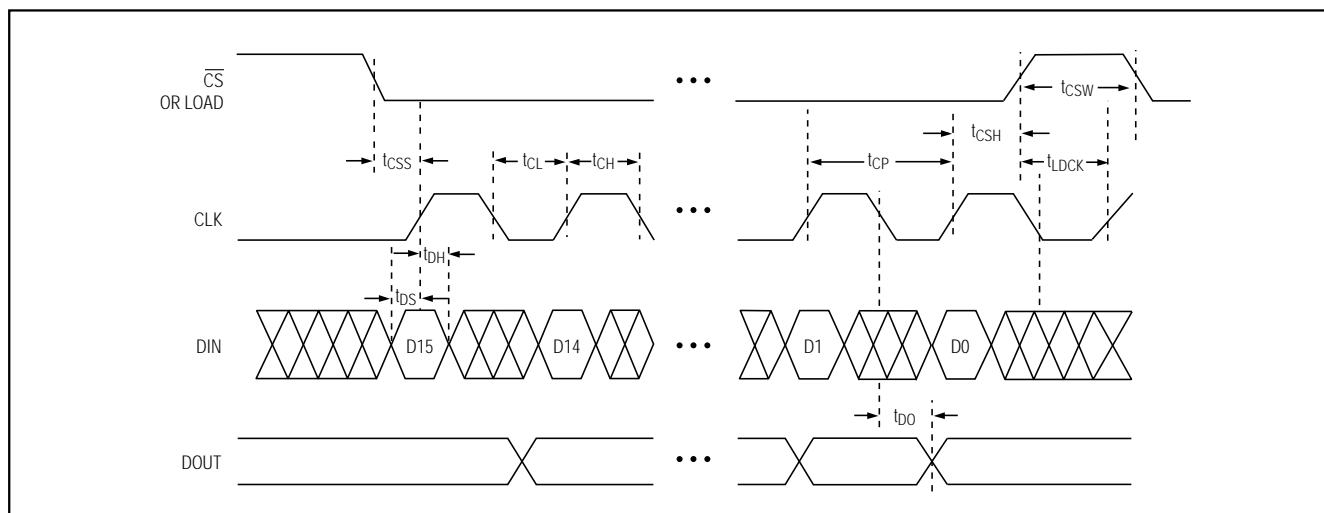 CS
OR LOAD
tCSW
tCSH
tCSS
tCL
tCH
tCP
tLDCK
CLK
tDH
tDS
DIN
D15
D14
D1
D0
tDO
DOUT